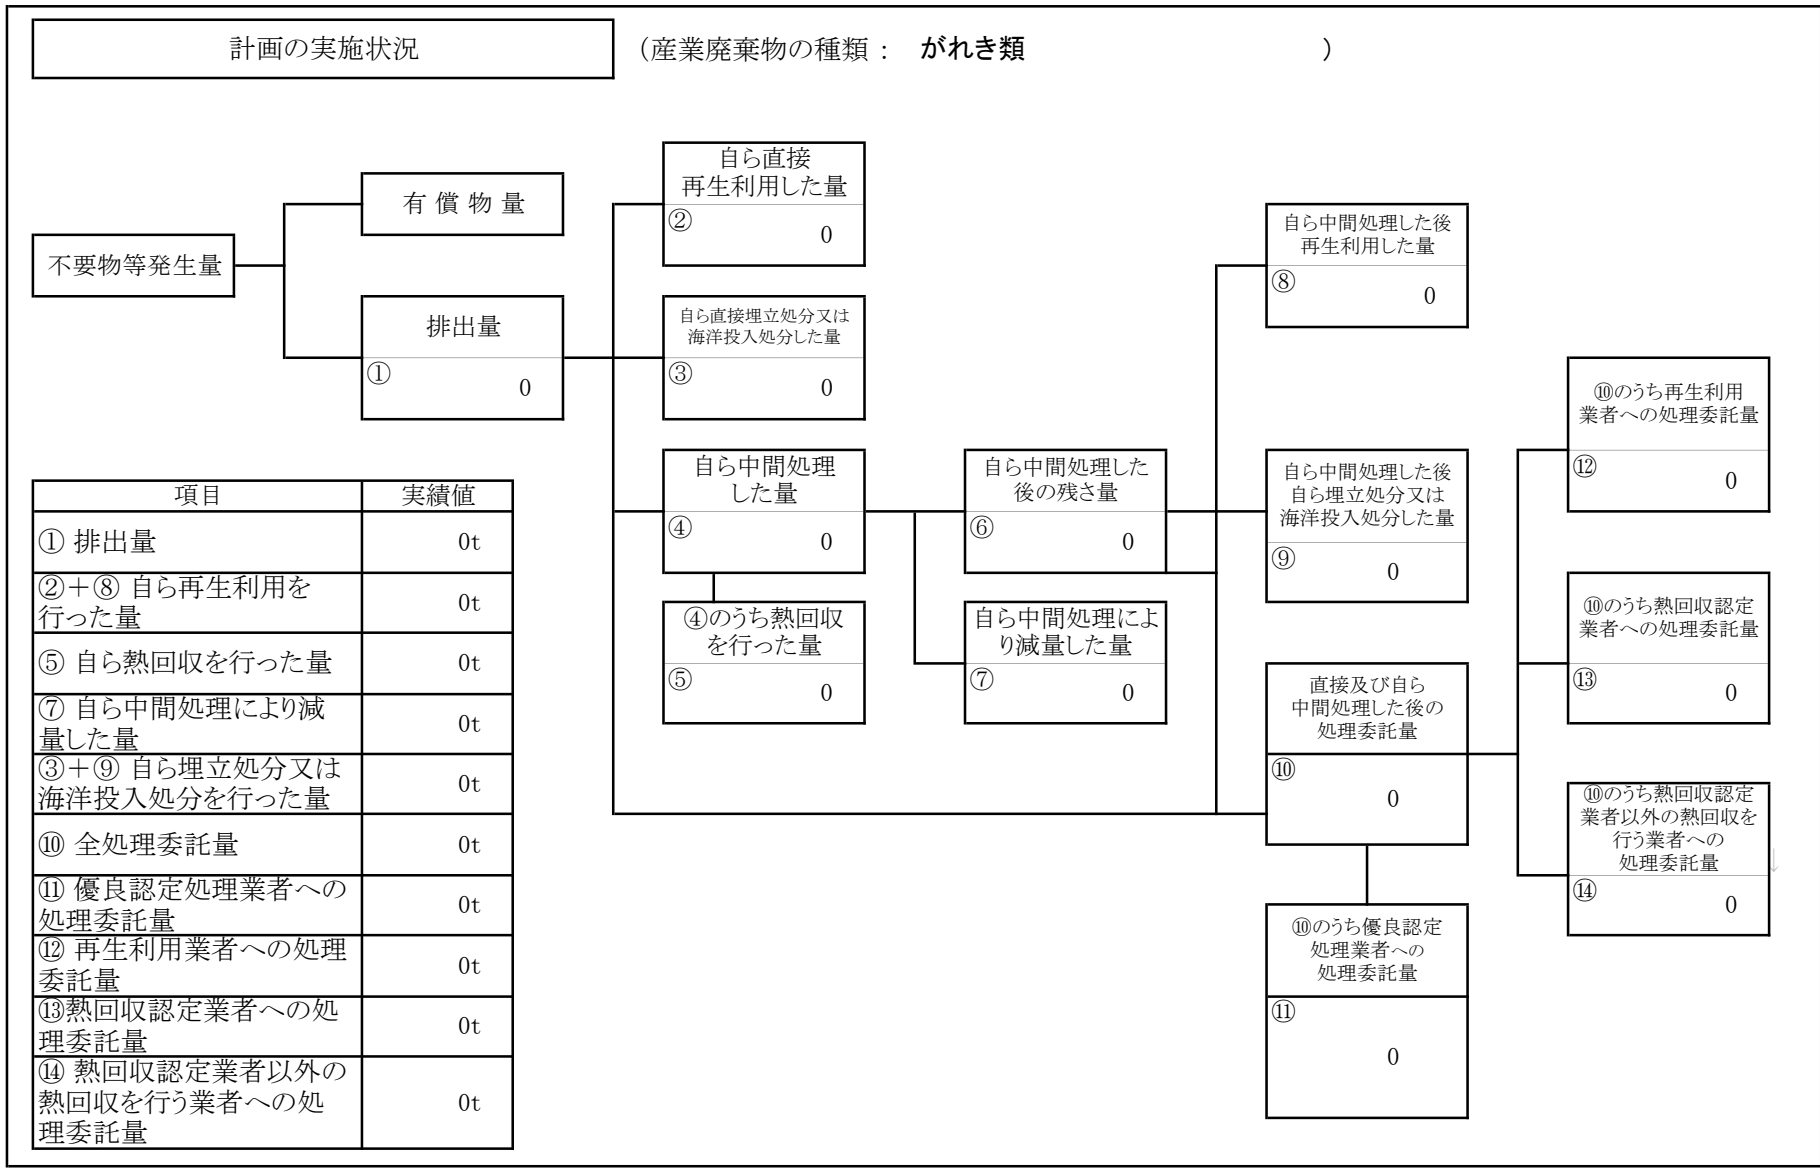 計画の実施状況
（産業廃棄物の種類： がれき類 ）
不要物等発生量
有償物量
排出量
① 0
自ら直接
再生利用した量
② 0
自ら直接埋立処分又は
海洋投入処分した量
③ 0
自ら中間処理
した量
④ 0
④のうち熱回収
を行った量
⑤ 0
自ら中間処理した
後の残さ量
⑥ 0
自ら中間処理によ
り減量した量
⑦ 0
自ら中間処理した後
再生利用した量
⑧ 0
自ら中間処理した後
自ら埋立処分又は
海洋投入処分した量
⑨ 0
直接及び自ら
中間処理した後の
処理委託量
⑩ 0
⑩のうち優良認定
処理業者への
処理委託量
⑪ 0
⑩のうち再生利用
業者への処理委託量
⑫ 0
⑩のうち熱回収認定
業者への処理委託量
⑬ 0
⑩のうち熱回収認定
業者以外の熱回収を
行う業者への
処理委託量
⑭ 0
↓
項目 実績値
① 排出量 0t
②＋⑧ 自ら再生利用を
行った量 0t
⑤ 自ら熱回収を行った量 0t
⑦ 自ら中間処理により減
量した量 0t
③＋⑨ 自ら埋立処分又は
海洋投入処分を行った量 0t
⑩ 全処理委託量 0t
⑪ 優良認定処理業者への
処理委託量 0t
⑫ 再生利用業者への処理
委託量 0t
⑬熱回収認定業者への処
理委託量 0t
⑭ 熱回収認定業者以外の
熱回収を行う業者への処
理委託量 0t